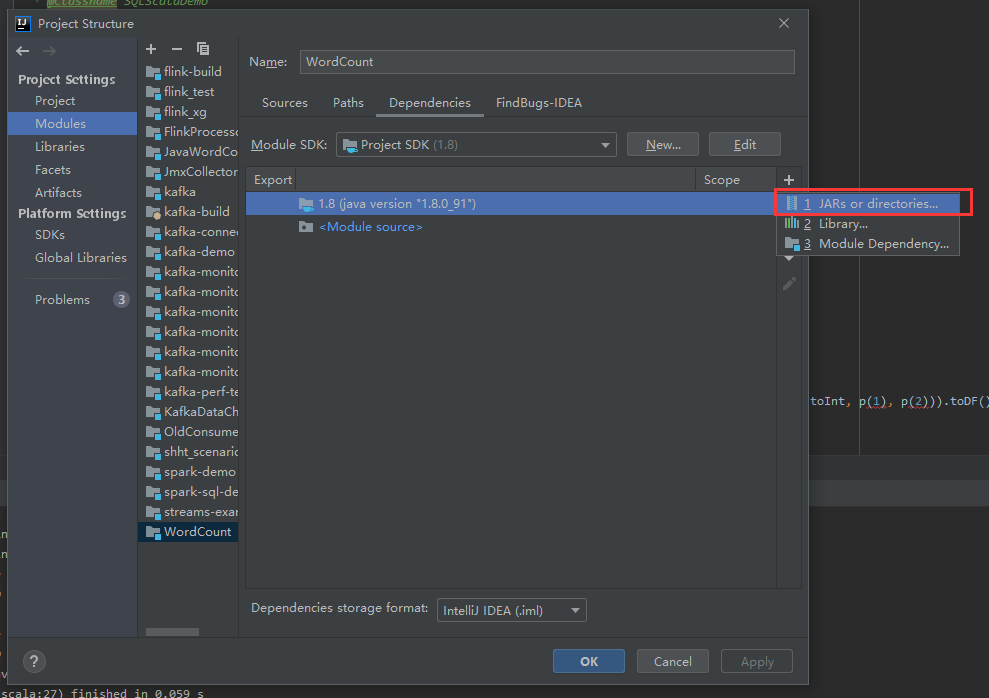 @Classname SQLScalaDemo
Project Structure
Project Settings
Project
Modules
Libraries
Facets
Artifacts
Platform Settings
SDKs
Global Libraries
Problems 3
flink-build
flink_test
flink_xg
FlinkProcesso
JavaWordCo
JmxCollector
kafka
kafka-build
kafka-conne
kafka-demo
kafka-monito
kafka-monito
kafka-monito
kafka-monito
kafka-monito
kafka-monito
kafka-perf-te
KafkaDataCh
OldConsume
shht_scenario
spark-demo
spark-sql-de
streams-exar
WordCount
Name: WordCount
Sources Paths Dependencies FindBugs-IDEA
Module SDK: Project SDK (1.8) New... Edit
Export Scope
1.8 (java version "1.8.0_91")
<Module source>
1 JARs or directories...
2 Library...
3 Module Dependency...
toInt, p(1), p(2))).toDF()
Dependencies storage format: IntelliJ IDEA (.iml)
? OK Cancel Apply
scala:27) finished in 0.059 s